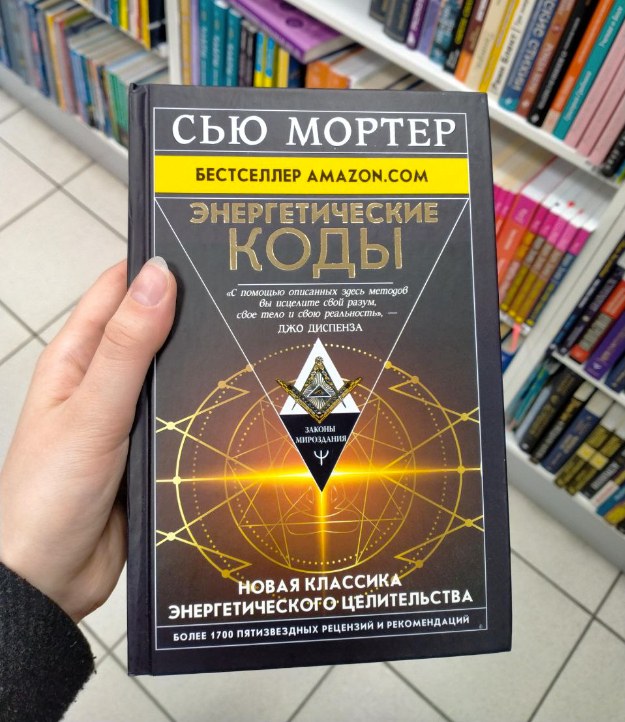 СЬЮ МОРТЕР
БЕСТСЕЛЛЕР AMAZON.COM
ЭНЕРГЕТИЧЕСКИЕ
КОДЫ
«С помощью описанных здесь методов
вы исцелите свой разум,
свое тело и свою реальность», —
ДЖО ДИСПЕНЗА
ЗАКОНЫ
МИРОЗДАНИЯ
НОВАЯ КЛАССИКА
ЭНЕРГЕТИЧЕСКОГО ЦЕЛИТЕЛЬСТВА
БОЛЕЕ 1700 ПЯТИЗВЕЗДНЫХ РЕЦЕНЗИЙ И РЕКОМЕНДАЦИЙ